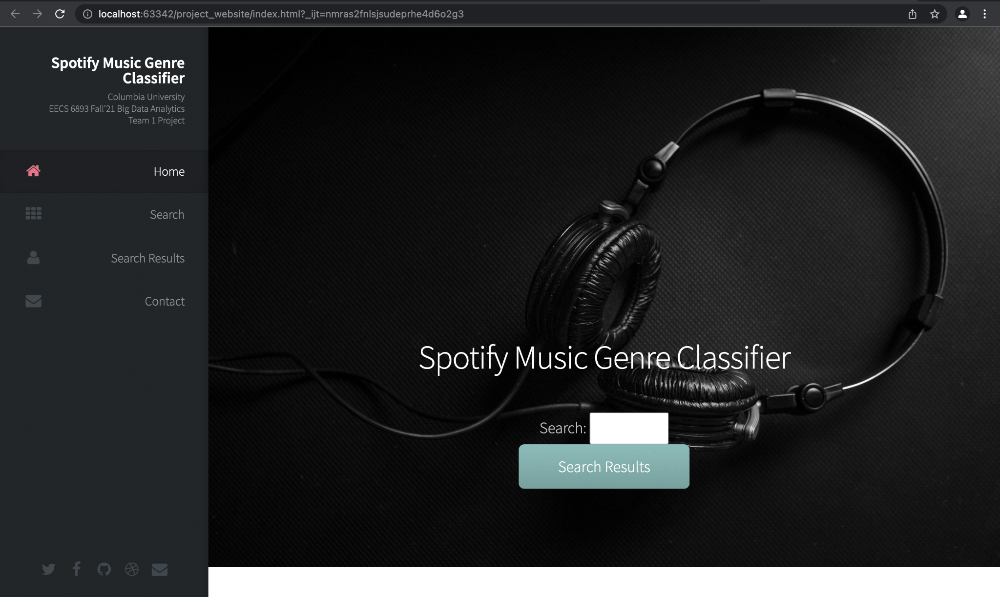 localhost:63342/project_website/index.html?_ijt=nmras2fnlsjsudeprhe4d6o2g3
Spotify Music Genre
Classifier
Columbia University
EECS 6893 Fall'21 Big Data Analytics
Team 1 Project
Home
Search
Search Results
Contact
Spotify Music Genre Classifier
Search:
Search Results